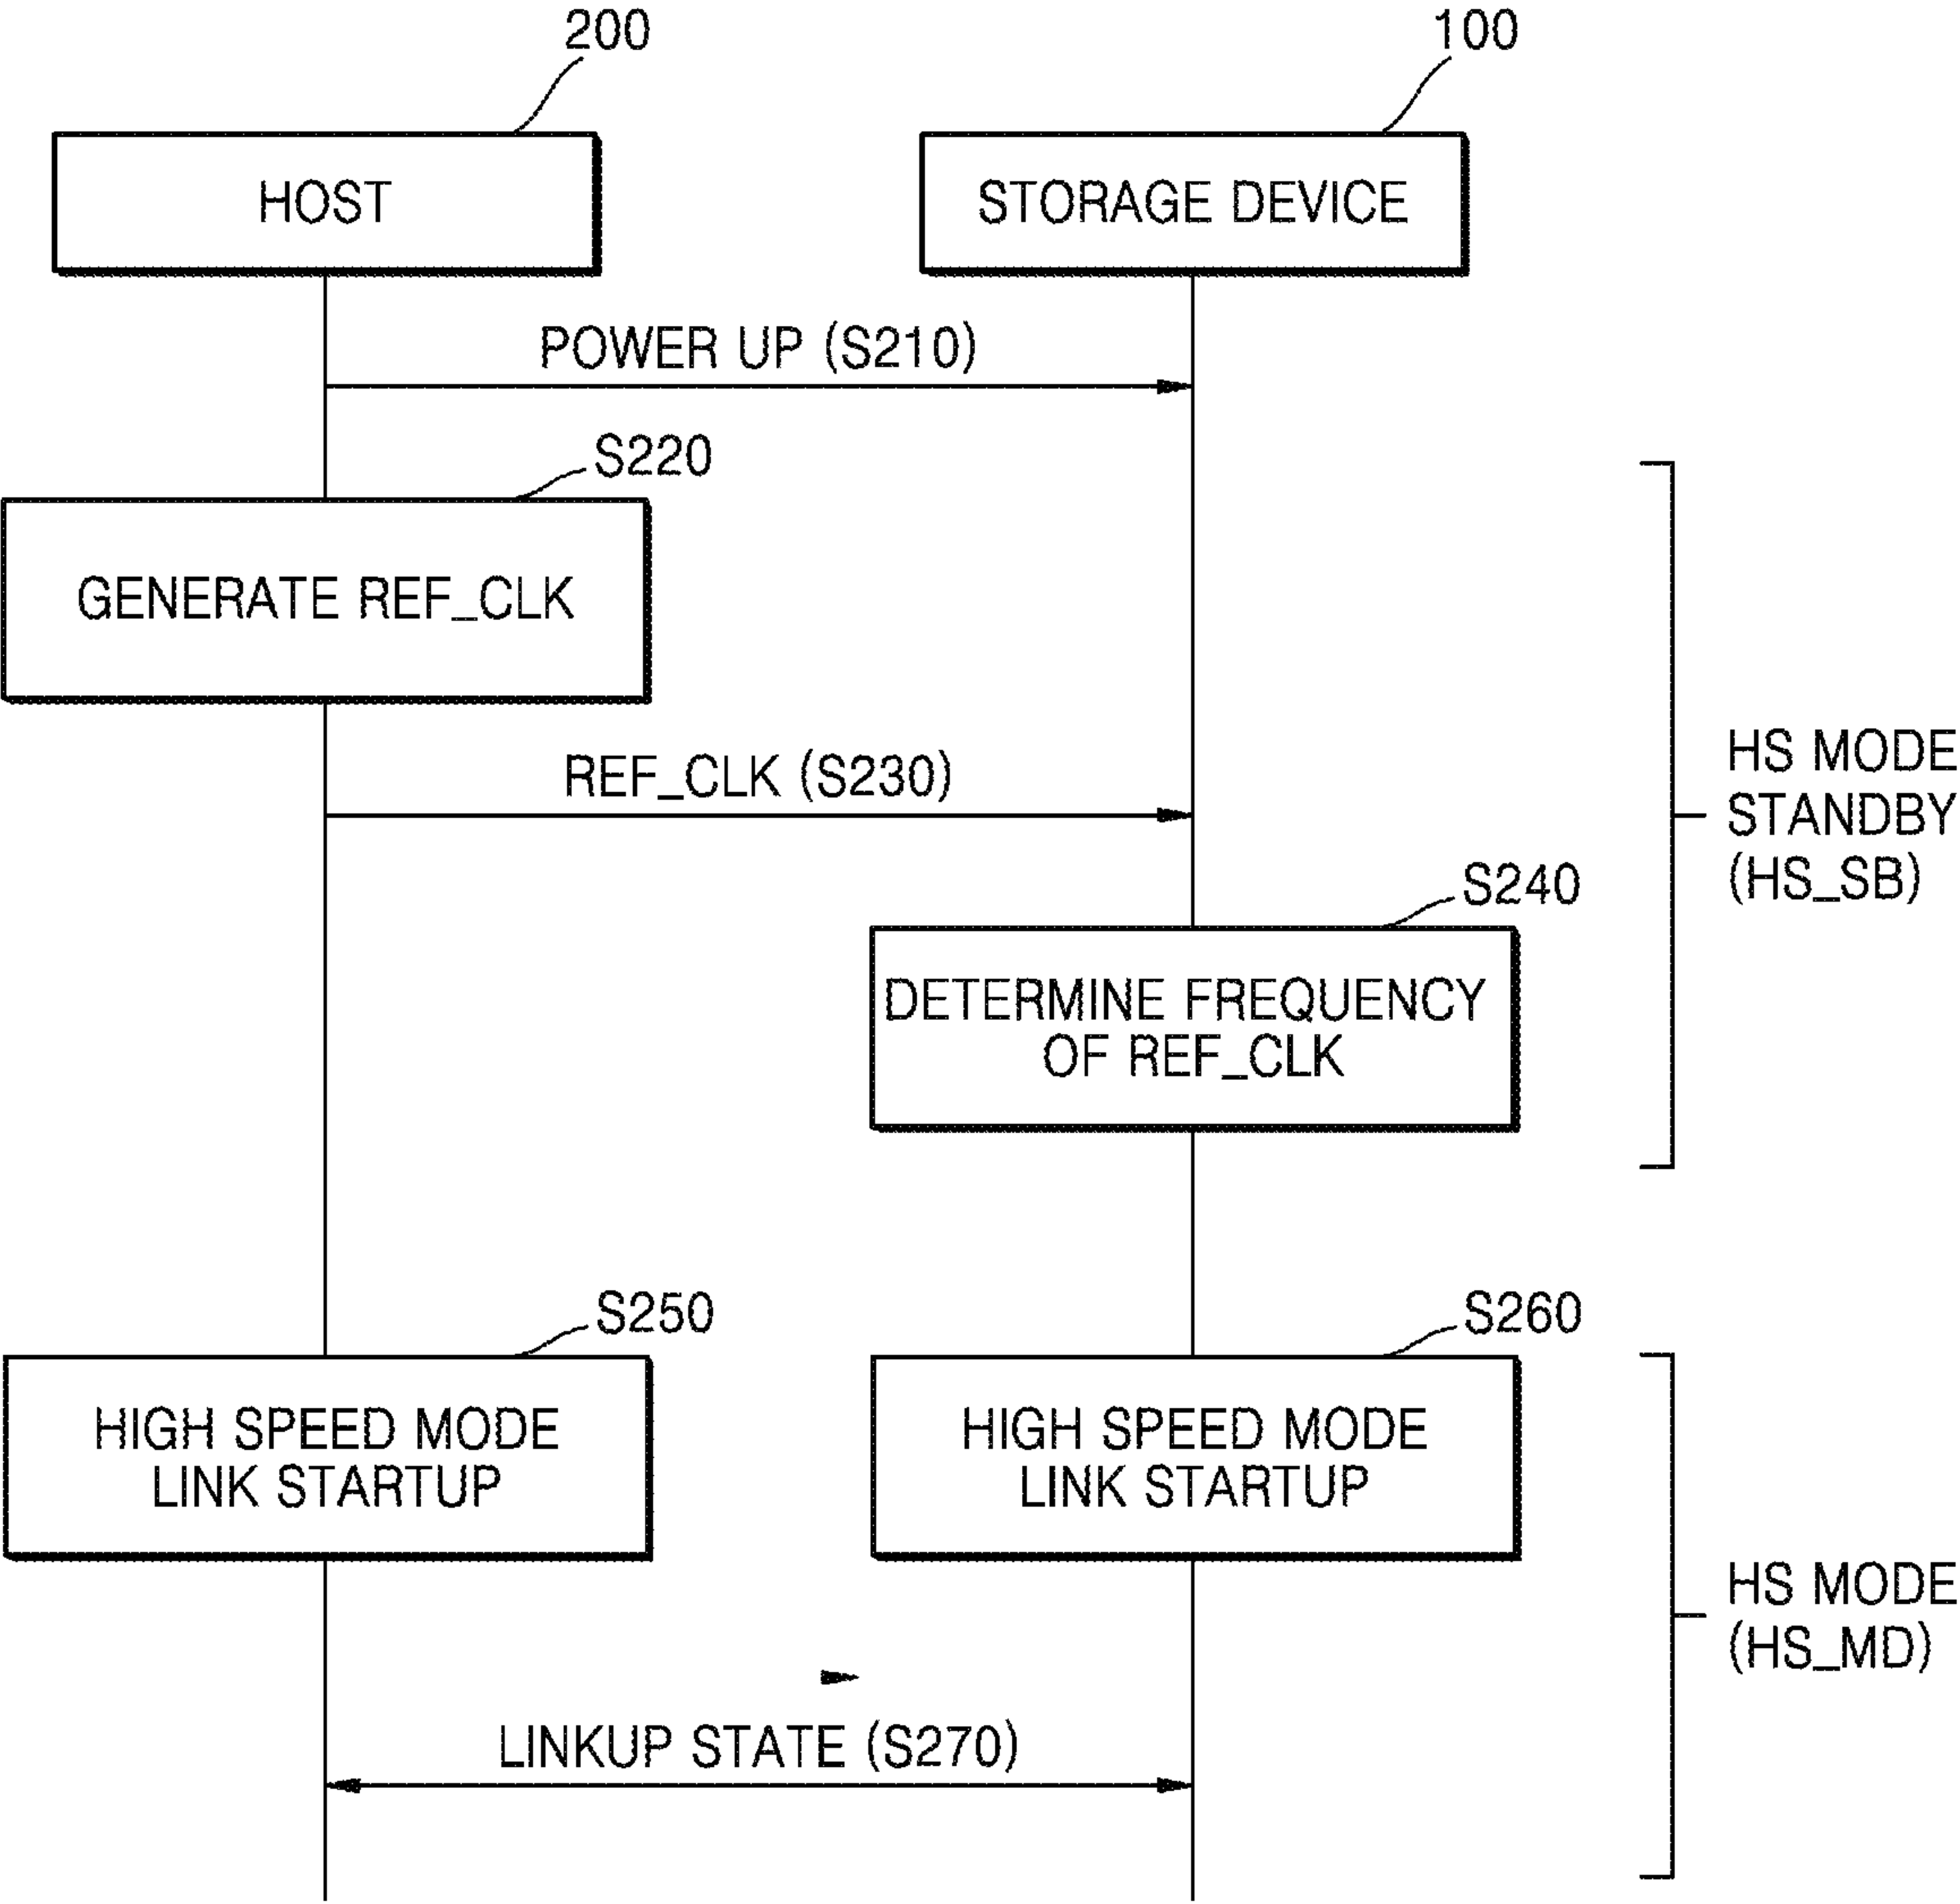 200
100
HOST
STORAGE DEVICE
POWER UP (S210)
S220
GENERATE REF_CLK
REF_CLK (S230)
HS MODE
STANDBY
(HS_SB)
S240
DETERMINE FREQUENCY
OF REF_CLK
S250
S260
HIGH SPEED MODE
LINK STARTUP
HIGH SPEED MODE
LINK STARTUP
HS MODE
(HS_MD)
LINKUP STATE (S270)